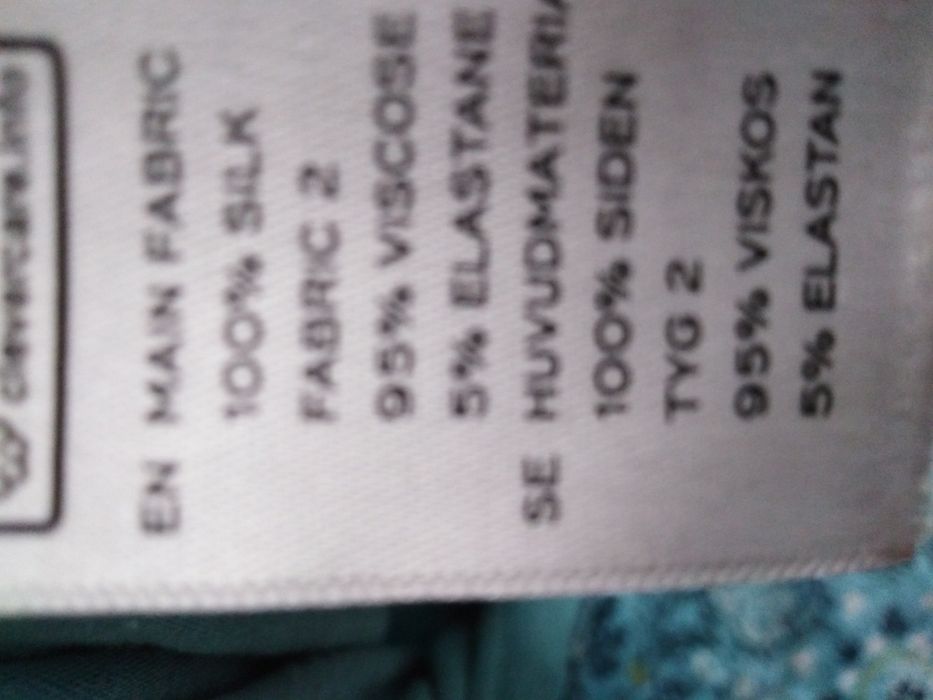 clevercare.info
EN MAIN FABRIC
100% SILK
FABRIC 2
95% VISCOSE
5% ELASTANE
SE HUVUDMATERIA
100% SIDEN
TYG 2
95% VISKOS
5% ELASTAN